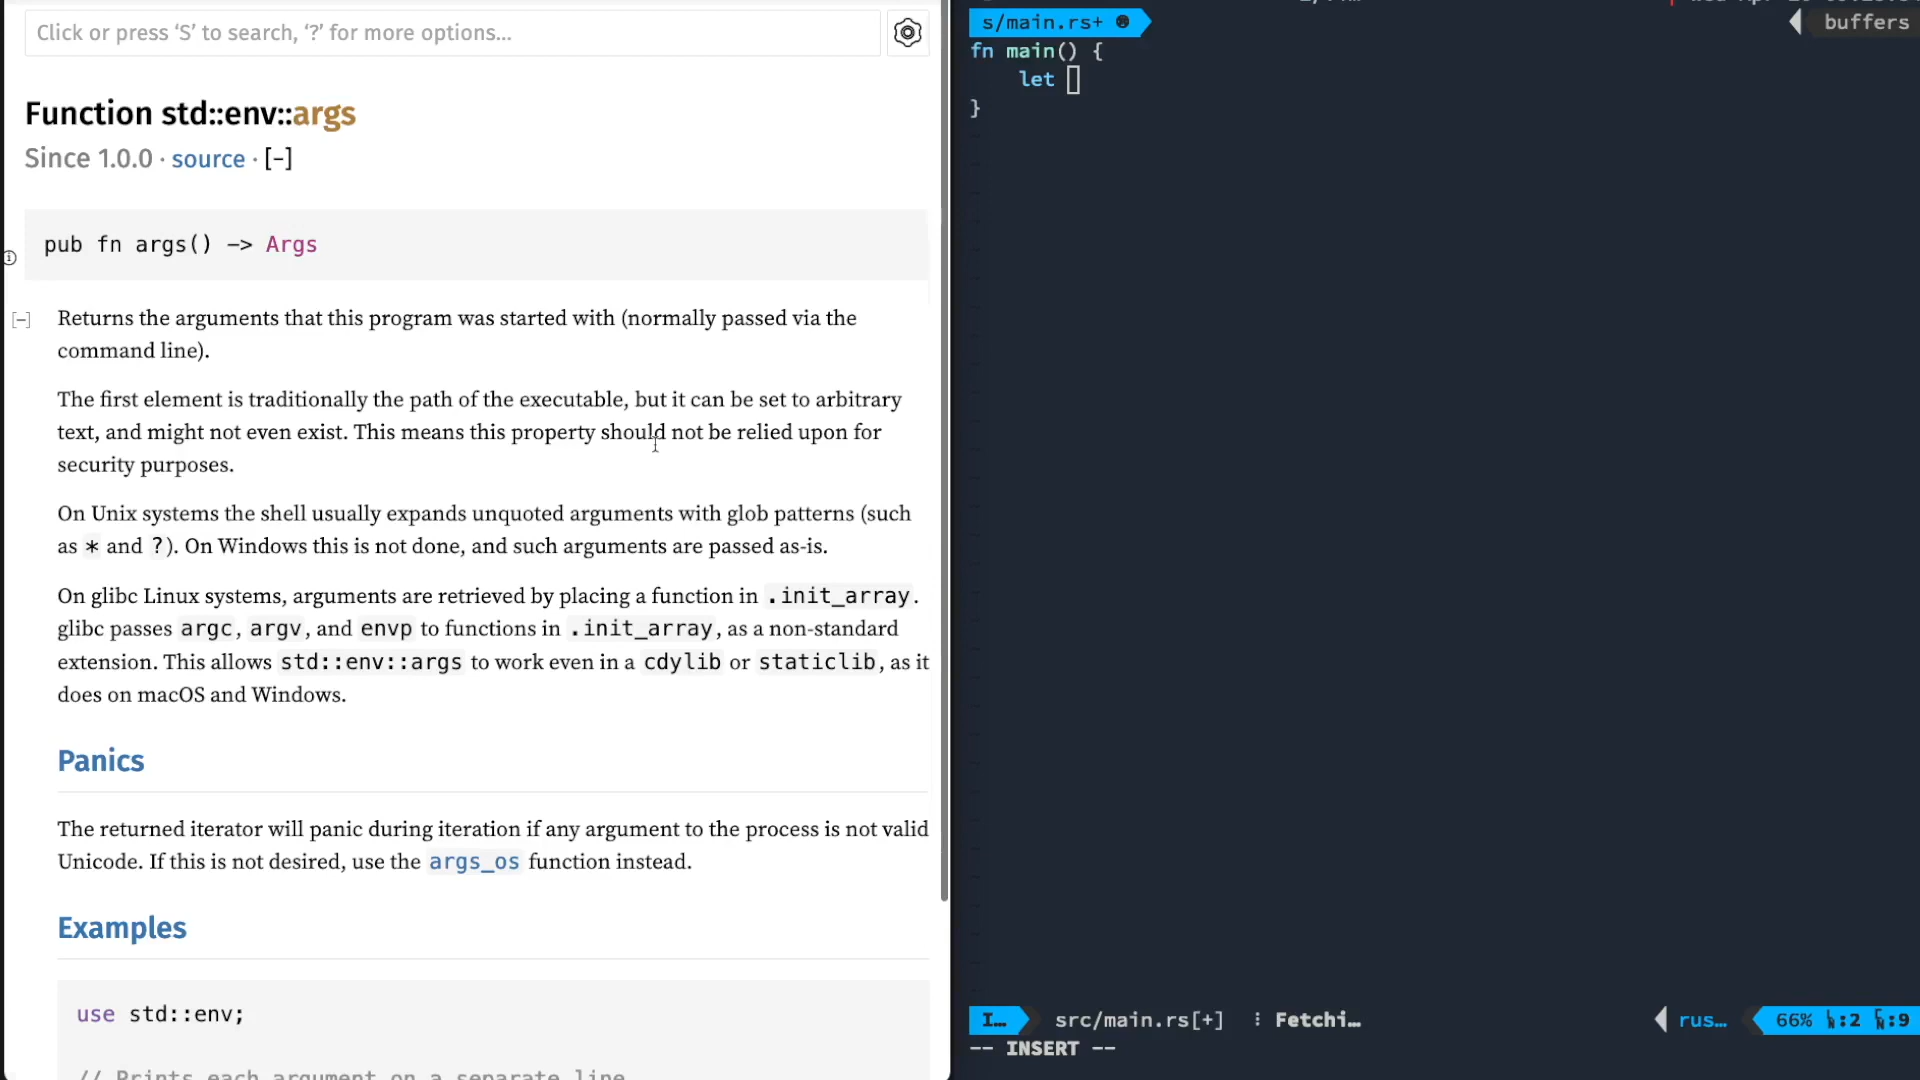 Click or press ‘S’ to search, ‘?’ for more options...
Function std::env::args
Since 1.0.0 · source · [-]
pub fn args() -> Args
[-] Returns the arguments that this program was started with (normally passed via the
command line).
The first element is traditionally the path of the executable, but it can be set to arbitrary
text, and might not even exist. This means this property should not be relied upon for
security purposes.
On Unix systems the shell usually expands unquoted arguments with glob patterns (such
as * and ?). On Windows this is not done, and such arguments are passed as-is.
On glibc Linux systems, arguments are retrieved by placing a function in .init_array.
glibc passes argc, argv, and envp to functions in .init_array, as a non-standard
extension. This allows std::env::args to work even in a cdylib or staticlib, as it
does on macOS and Windows.
Panics
The returned iterator will panic during iteration if any argument to the process is not valid
Unicode. If this is not desired, use the args_os function instead.
Examples
use std::env;
// Prints each argument on a separate line
s/main.rs+
buffers
fn main() {
let
}
I… src/main.rs[+] Fetchi… rus… 66% :2 :9
-- INSERT --